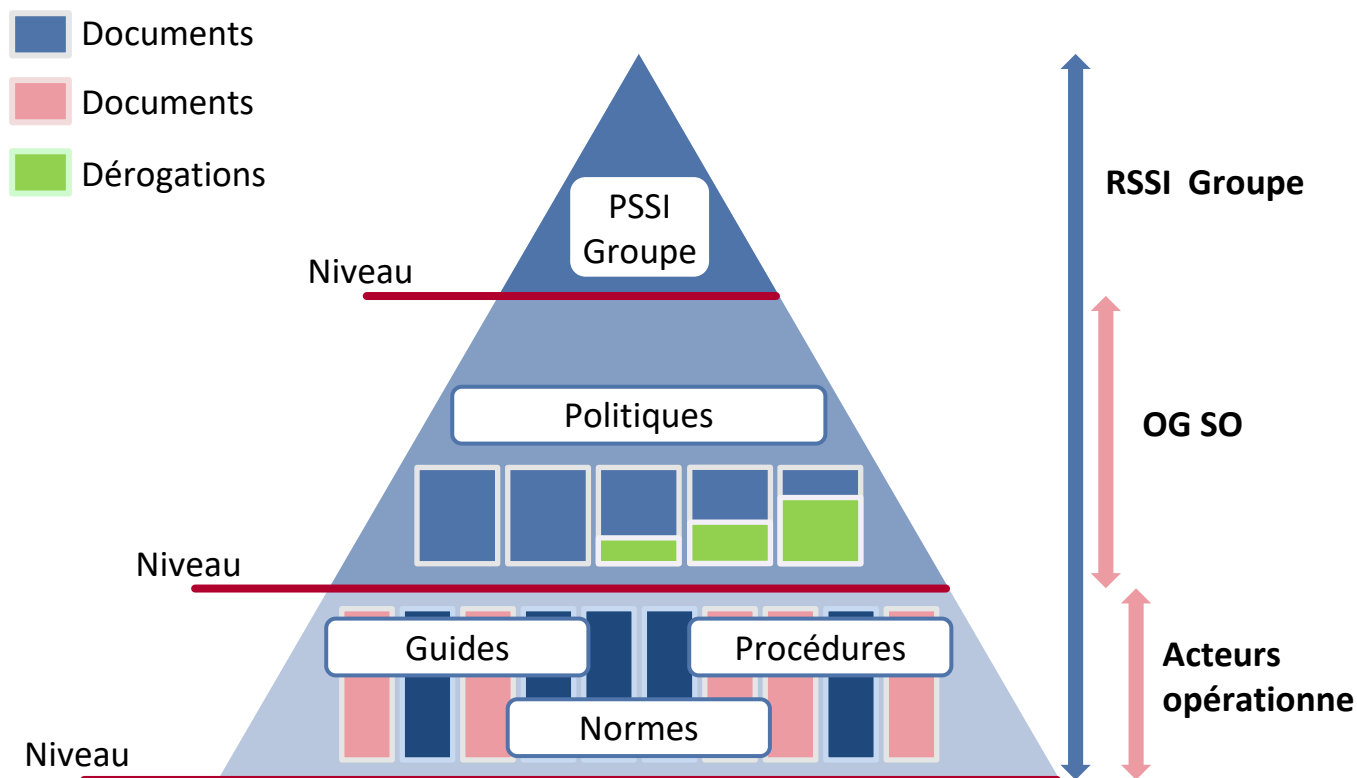 Documents
Documents
Dérogations
PSSI
Groupe
RSSI Groupe
Niveau
Politiques
OG SO
Niveau
Guides
Procédures
Normes
Acteurs
opérationne
Niveau